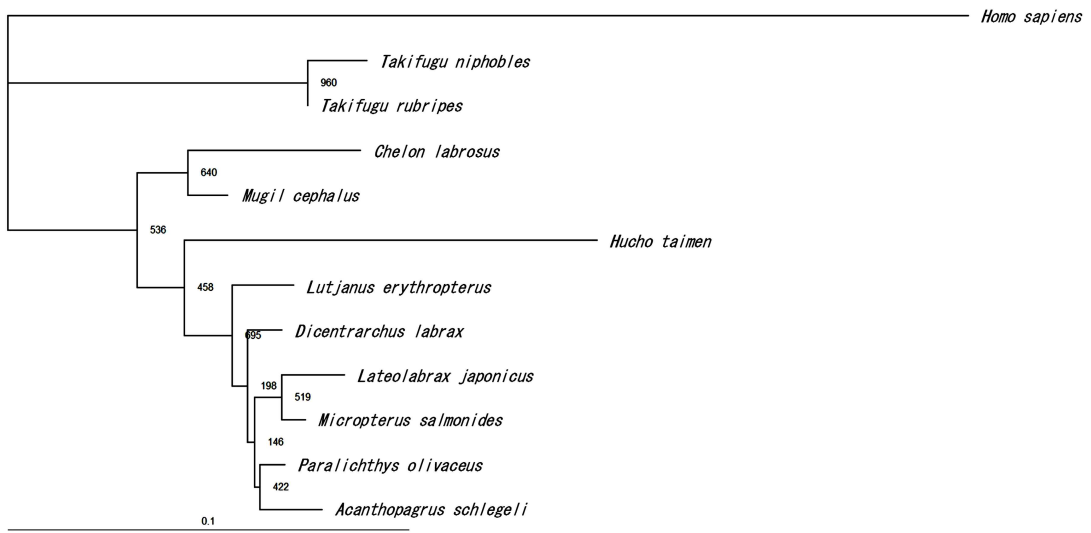 Homo sapiens
Takifugu niphobles
960
Takifugu rubripes
Chelon labrosus
640
Mugil cephalus
536
Hucho taimen
458
Lutjanus erythropterus
695
Dicentrarchus labrax
Lateolabrax japonicus
198
519
Micropterus salmonides
146
Paralichthys olivaceus
422
Acanthopagrus schlegeli
0.1